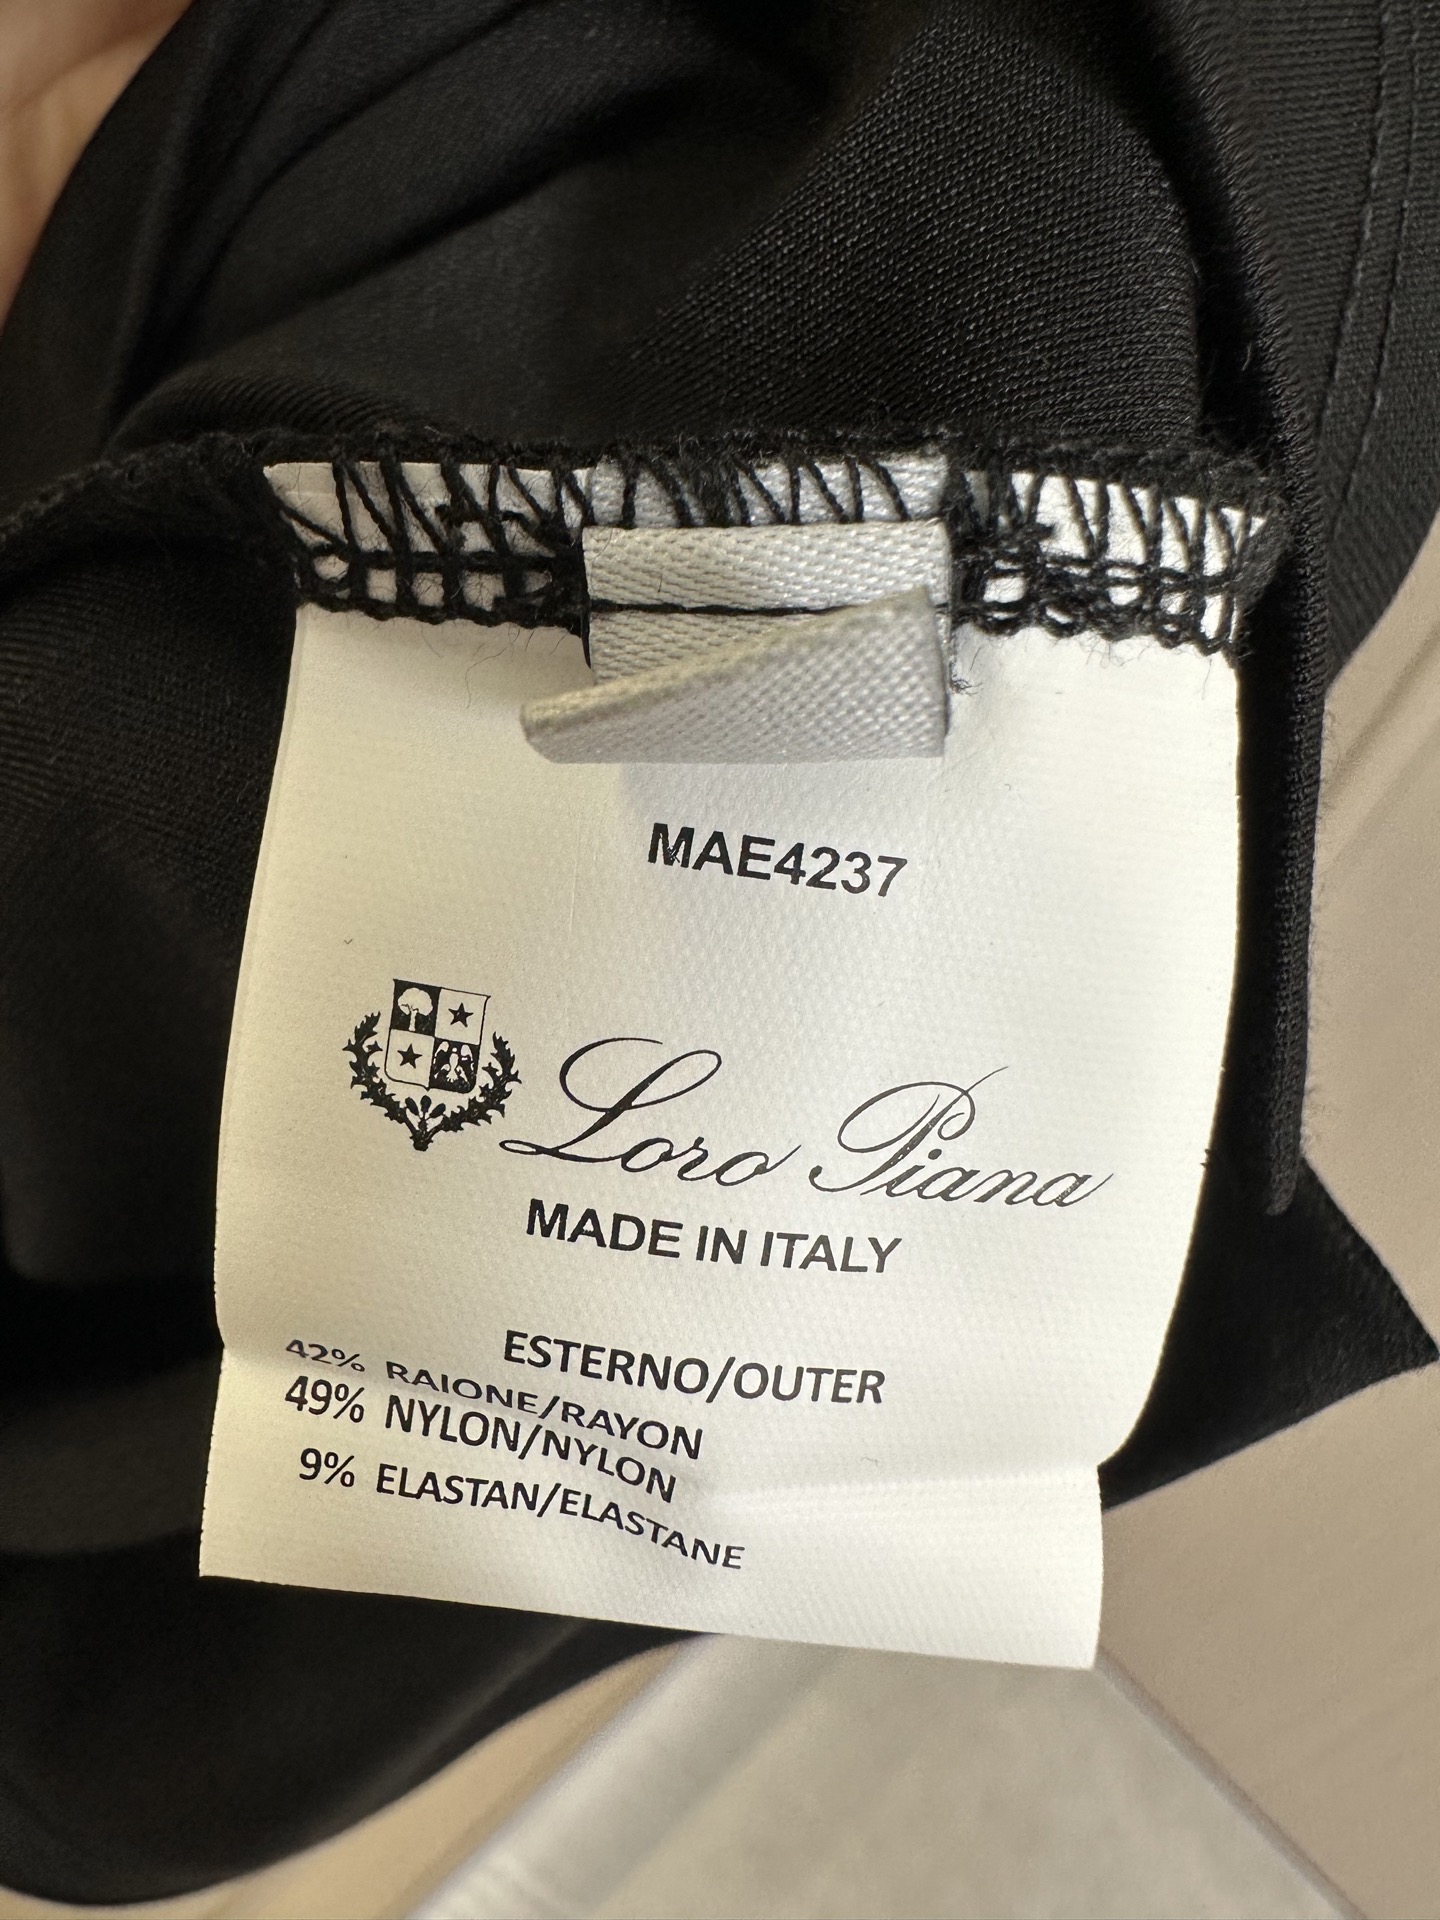 MAE4237
Loro Piana
MADE IN ITALY
ESTERNO/OUTER
42% RAIONE/RAYON
49% NYLON/NYLON
9% ELASTAN/ELASTANE